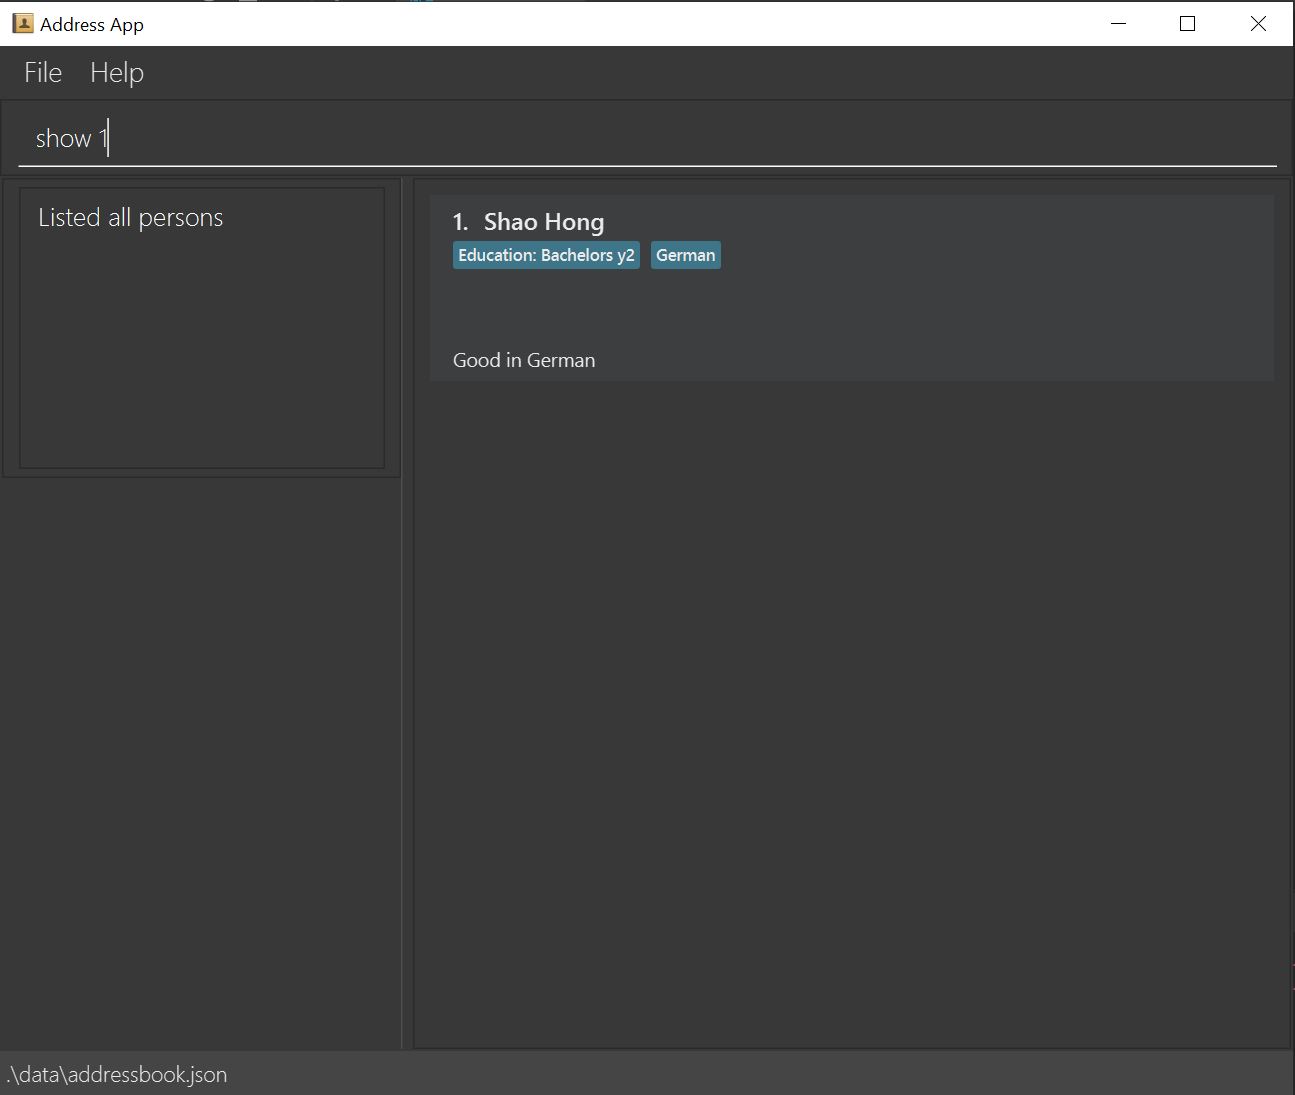 Address App
File Help
show 1
Listed all persons
1. Shao Hong
Education: Bachelors y2 German
Good in German
.\data\addressbook.json